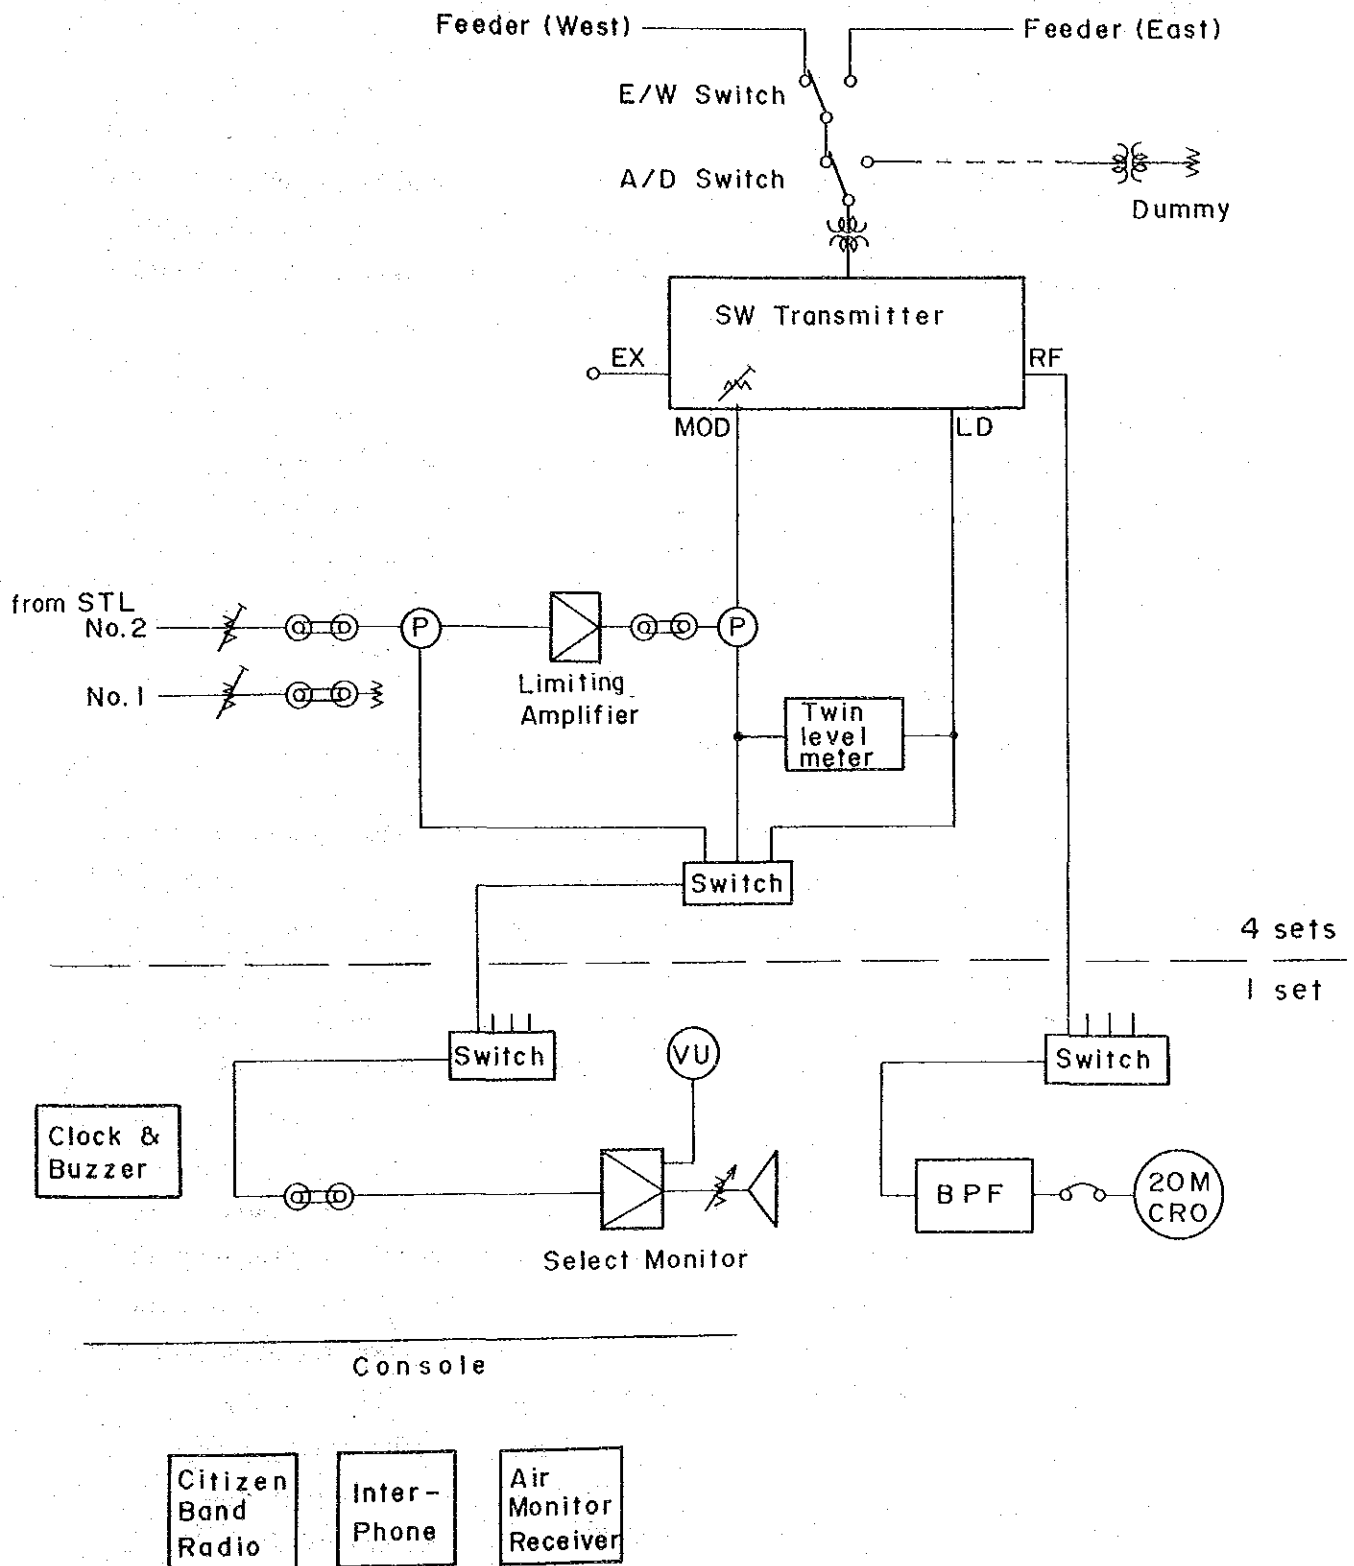 Feeder (West)
Feeder (East)
E/W Switch
A/D Switch
Dummy
SW Transmitter
EX
RF
MOD
LD
from STL
No.2
P
P
No.1
Limiting
Amplifier
Twin
level
meter
Switch
4 sets
1 set
Switch
VU
Switch
Clock &
Buzzer
BPF
20M
CRO
Select Monitor
Console
Citizen
Band
Radio
Inter-
Phone
Air
Monitor
Receiver